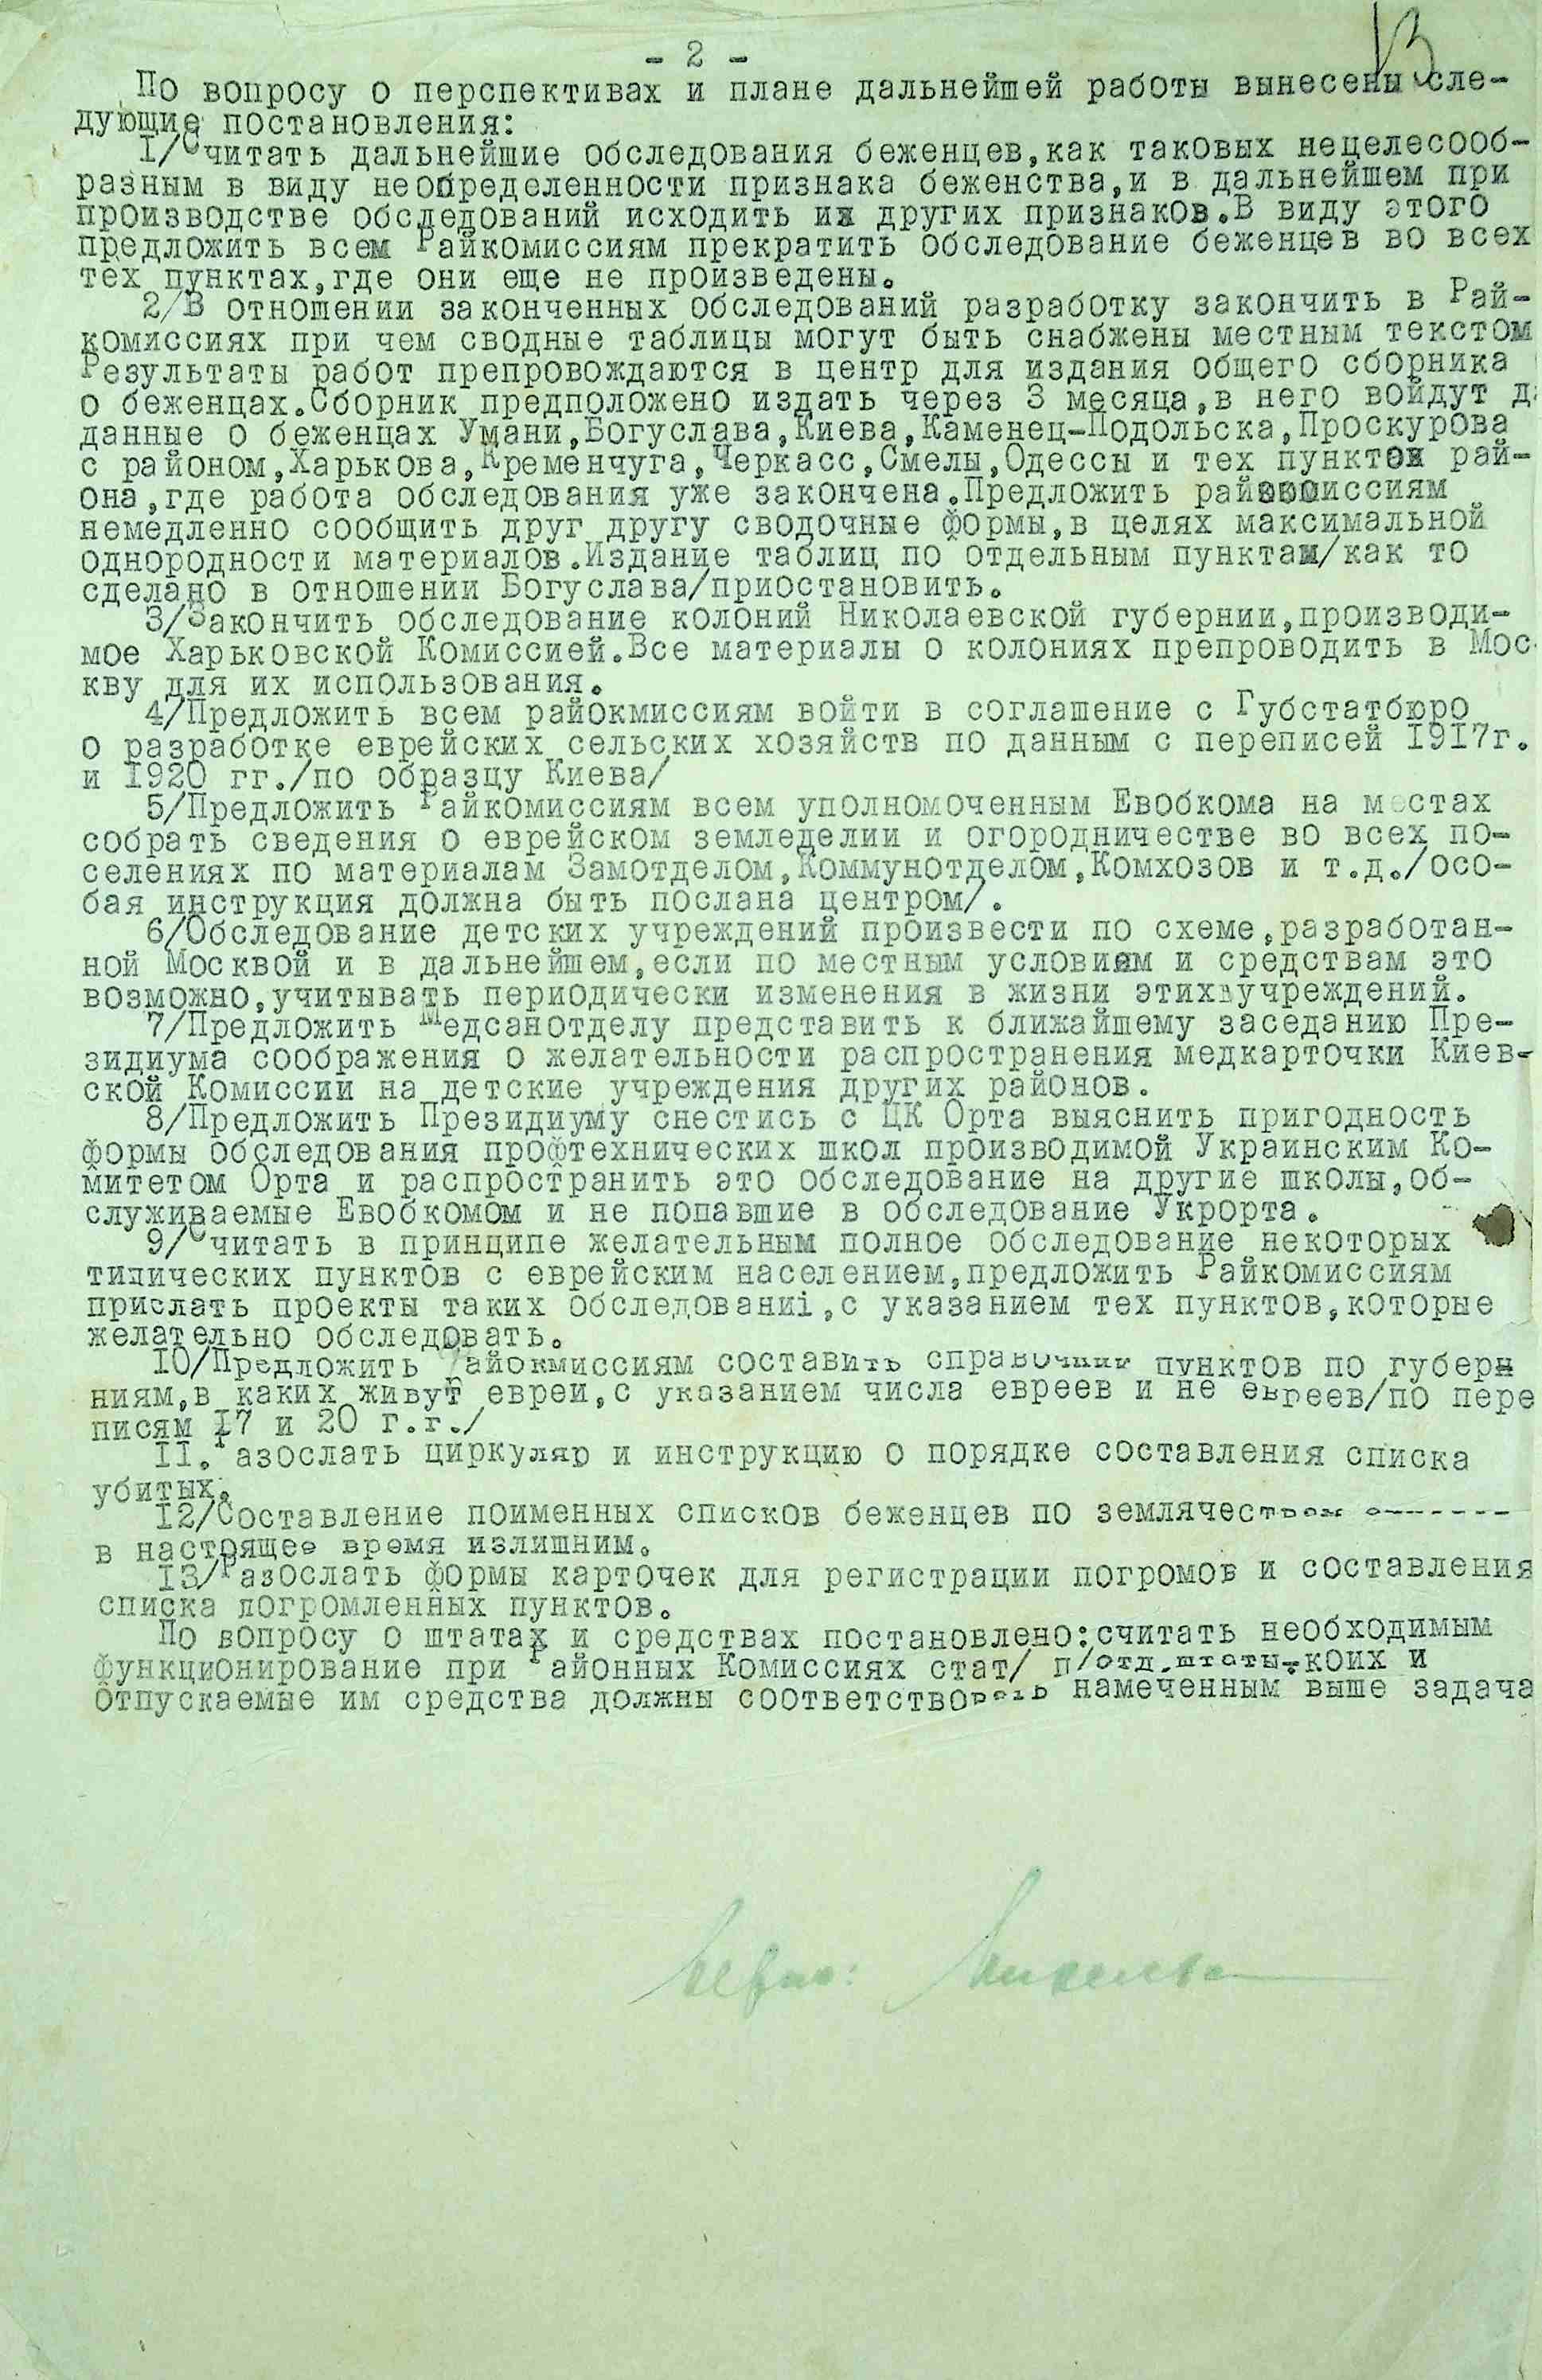 13
- 2 -
По вопросу о перспективах и плане дальнейшей работы вынесены сле-
дующие постановления:
1/Считать дальнейшие обследования беженцев,как таковых нецелесооб-
разным в виду неопределенности признака беженства,и в дальнейшем при
производстве обследований исходить из других признаков.В виду этого
предложить всем Райкомиссиям прекратить обследование беженцев во всех
тех пунктах,где они еще не произведены.
2/В отношении законченных обследований разработку закончить в Рай-
комиссиях при чем сводные таблицы могут быть снабжены местным текстом
Результаты работ препровождаются в центр для издания общего сборника
о беженцах.Сборник предположено издать через 3 месяца,в него войдут д
данные о беженцах Умани,Богуслава,Киева,Каменец-Подольска,Проскурова
с районом,Харькова,Кременчуга,Черкасс,Смелы,Одессы и тех пунктов рай-
она,где работа обследования уже закончена.Предложить райкомиссиям
немедленно сообщить друг другу сводочные формы,в целях максимальной
однородности материалов.Издание таблиц по отдельным пунктам/как то
сделано в отношении Богуслава/приостановить.
3/Закончить обследование колоний Николаевской губернии,производи-
мое Харьковской Комиссией.Все материалы о колониях препроводить в Мос-
кву для их использования.
4/Предложить всем райокмиссиям войти в соглашение с Губстатбюро
о разработке еврейских сельских хозяйств по данным с переписей 1917г.
и 1920 гг./по образцу Киева/
5/Предложить Райкомиссиям всем уполномоченным Евобкома на местах
собрать сведения о еврейском земледелии и огородничестве во всех по-
селениях по материалам Замотделом,Коммунотделом,Комхозов и т.д./осо-
бая инструкция должна быть послана центром/.
6/Обследование детских учреждений произвести по схеме,разработан-
ной Москвой и в дальнейшем,если по местным условиям и средствам это
возможно,учитывать периодически изменения в жизни этих учреждений.
7/Предложить Медсанотделу представить к ближайшему заседанию Пре-
зидиума соображения о желательности распространения медкарточки Киев-
ской Комиссии на детские учреждения других районов.
8/Предложить Президиуму снестись с ЦК Орта выяснить пригодность
формы обследования профтехнических школ производимой Украинским Ко-
митетом Орта и распространить это обследование на другие школы,об-
служиваемые Евобкомом и не попавшие в обследование Укрорта.
9/Считать в принципе желательным полное обследование некоторых
типических пунктов с еврейским населением,предложить Райкомиссиям
прислать проекты таких обследованиі,с указанием тех пунктов,которые
желательно обследовать.
10/Предложить Райокмиссиям составить справочник пунктов по губерн
ниям,в каких живут евреи,с указанием числа евреев и не евреев/по пере
писям 17 и 20 г.г./
11.Разослать циркуляр и инструкцию о порядке составления списка
убитых.
12/Составление поименных списков беженцев по землячествам
в настоящее время излишним.
13/Разослать формы карточек для регистрации погромов и составления
списка погромленных пунктов.
По вопросу о штатах и средствах постановлено:считать необходимым
функционирование при Районных Комиссиях стат/ п/отд.штаты-коих и
отпускаемые им средства должны соответствовать намеченным выше задача